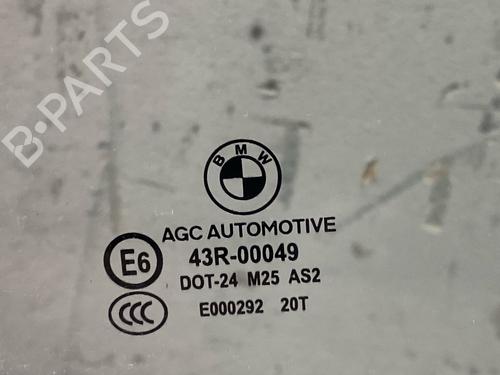 B-PARTS
BMW
AGC AUTOMOTIVE
E6 43R-00049
DOT-24 M25 AS2
CCC E000292 20T